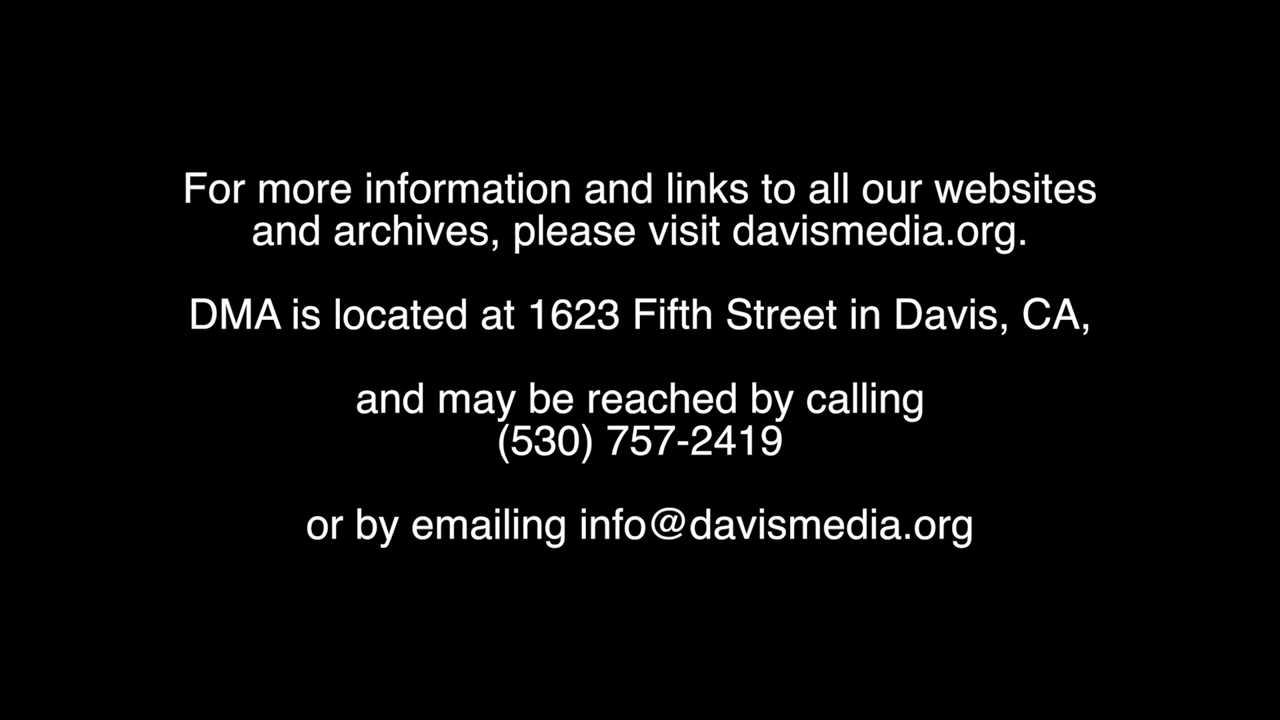 For more information and links to all our websites
and archives, please visit davismedia.org.
DMA is located at 1623 Fifth Street in Davis, CA,
and may be reached by calling
(530) 757-2419
or by emailing info@davismedia.org